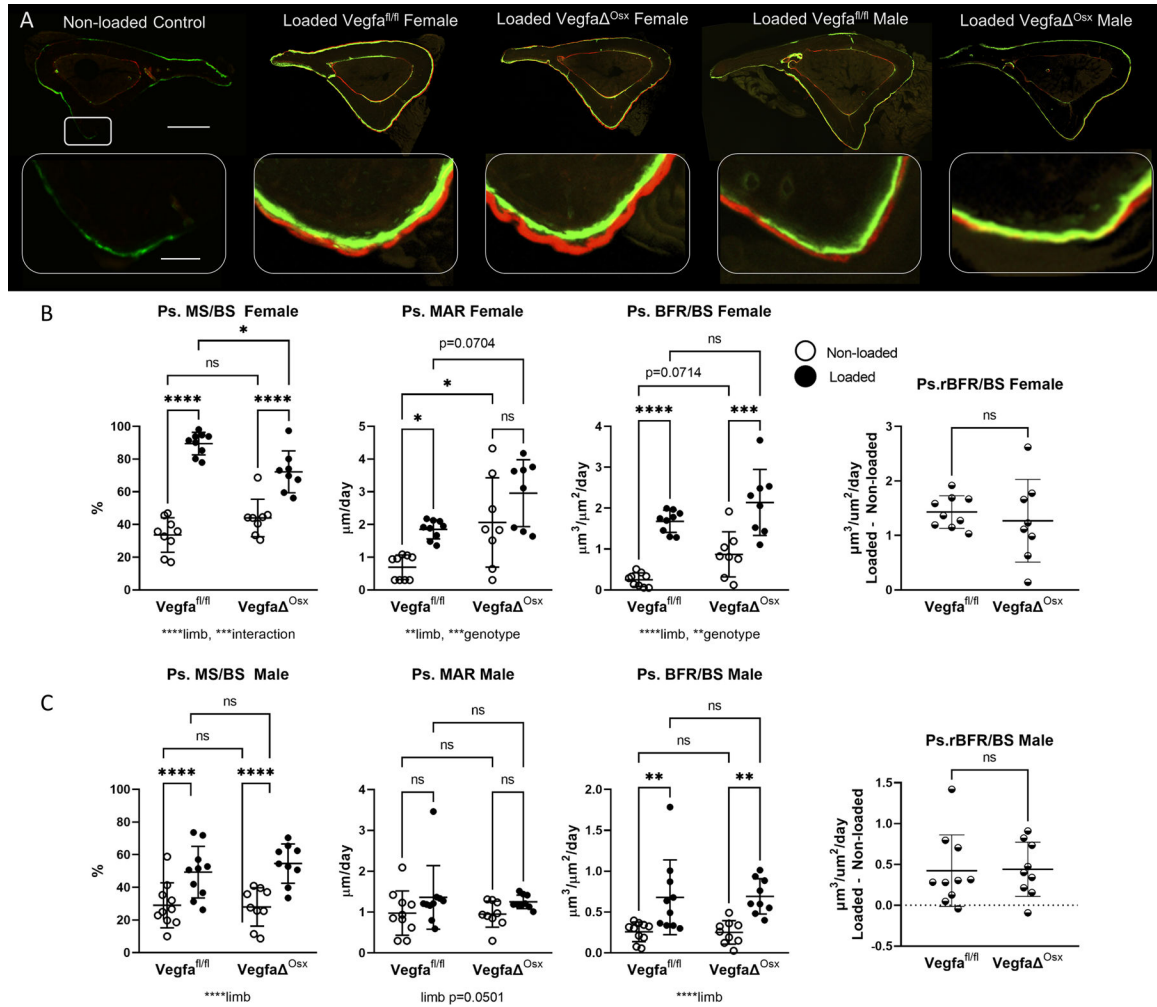 A
Non-loaded Control
Loaded Vegfa^fl/fl Female
Loaded VegfaΔ^Osx Female
Loaded Vegfa^fl/fl Male
Loaded VegfaΔ^Osx Male
B
Ps. MS/BS Female
*
ns
**** ****
%
100
80
60
40
20
0
Vegfa^fl/fl VegfaΔ^Osx
****limb, ***interaction
Ps. MAR Female
p=0.0704
*
* ns
μm/day
5
4
3
2
1
0
Vegfa^fl/fl VegfaΔ^Osx
**limb, ***genotype
Ps. BFR/BS Female
ns
p=0.0714
**** ***
μm³/μm²/day
4
3
2
1
0
Vegfa^fl/fl VegfaΔ^Osx
****limb, **genotype
Non-loaded
Loaded
Ps.rBFR/BS Female
ns
μm³/um²/day
Loaded - Non-loaded
3
2
1
0
Vegfa^fl/fl VegfaΔ^Osx
C
Ps. MS/BS Male
ns
ns
**** ****
%
100
80
60
40
20
0
Vegfa^fl/fl VegfaΔ^Osx
****limb
Ps. MAR Male
ns
ns
ns ns
μm/day
4
3
2
1
0
Vegfa^fl/fl VegfaΔ^Osx
limb p=0.0501
Ps. BFR/BS Male
ns
ns
** **
μm³/μm²/day
2.0
1.5
1.0
0.5
0.0
Vegfa^fl/fl VegfaΔ^Osx
****limb
Ps.rBFR/BS Male
ns
μm³/um²/day
Loaded - Non-loaded
1.5
1.0
0.5
0.0
-0.5
Vegfa^fl/fl VegfaΔ^Osx